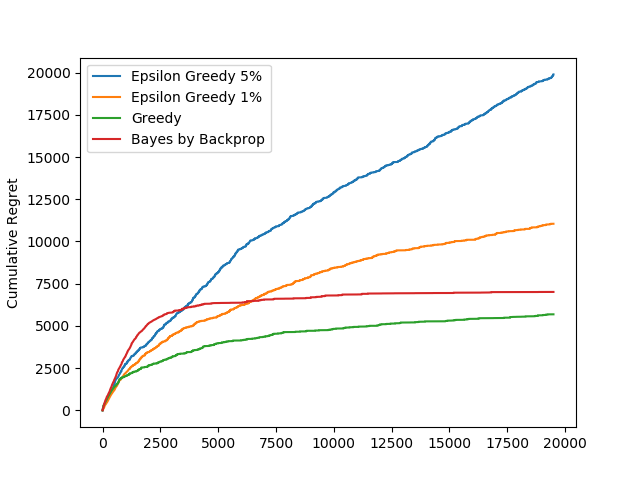 Epsilon Greedy 5%
Epsilon Greedy 1%
Greedy
Bayes by Backprop
20000
17500
15000
12500
10000
7500
5000
2500
0
Cumulative Regret
0 2500 5000 7500 10000 12500 15000 17500 20000